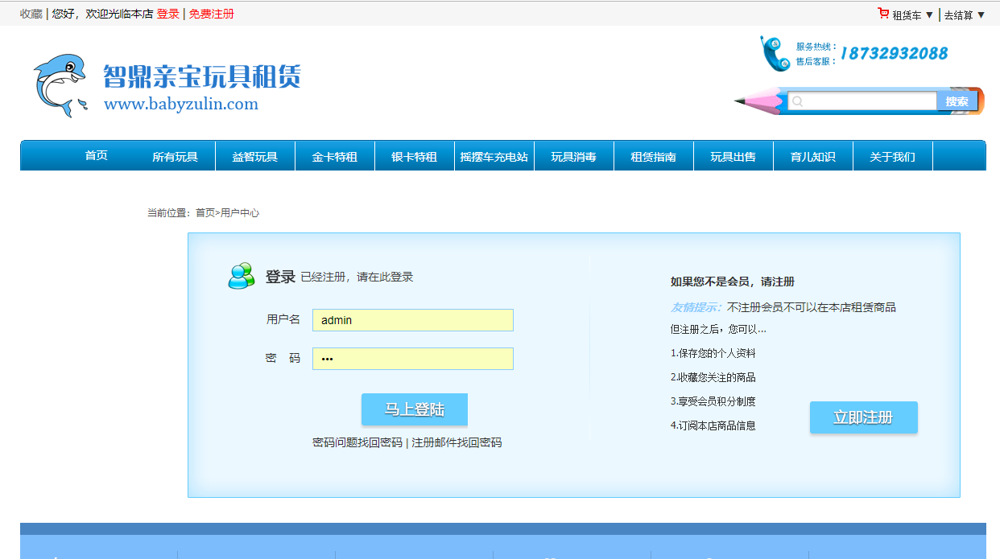 收藏 | 您好，欢迎光临本店 登录 | 免费注册
租赁车 ▼ | 去结算 ▼
智鼎亲宝玩具租赁
www.babyzulin.com
服务热线：
售后客服：
18732932088
搜索
首页 所有玩具 益智玩具 金卡特租 银卡特租 摇摆车充电站 玩具消毒 租赁指南 玩具出售 育儿知识 关于我们
当前位置： 首页>用户中心
登录 已经注册，请在此登录
用户名 admin
密 码 •••
马上登陆
密码问题找回密码 | 注册邮件找回密码
如果您不是会员，请注册
友情提示：不注册会员不可以在本店租赁商品
但注册之后，您可以...
1.保存您的个人资料
2.收藏您关注的商品
3.享受会员积分制度
4.订阅本店商品信息
立即注册